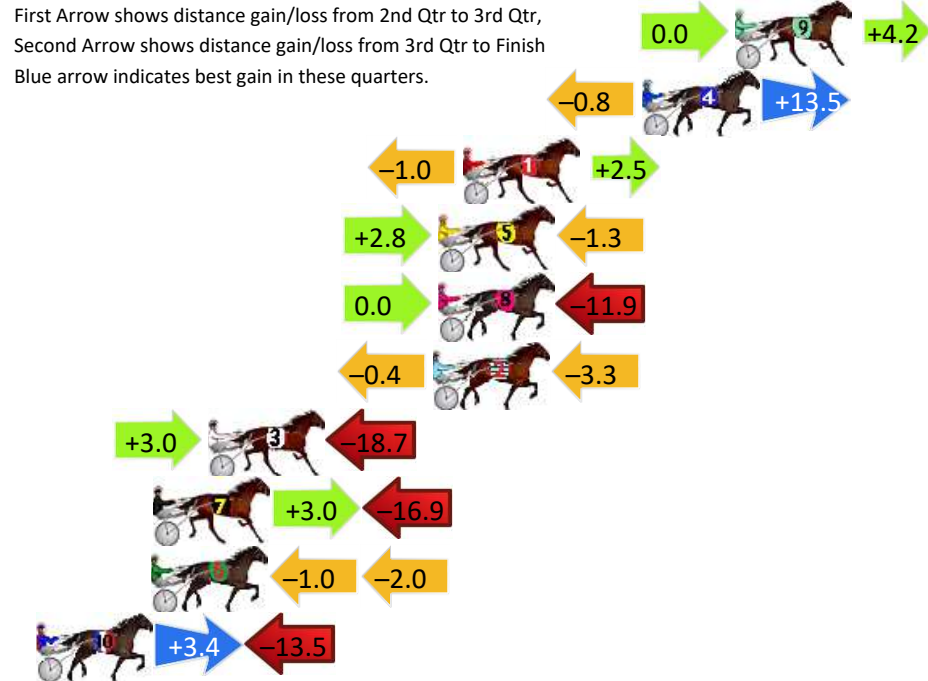 First Arrow shows distance gain/loss from 2nd Qtr to 3rd Qtr,
Second Arrow shows distance gain/loss from 3rd Qtr to Finish
Blue arrow indicates best gain in these quarters.
0.0 9 +4.2
–0.8 4 +13.5
–1.0 1 +2.5
+2.8 5 –1.3
0.0 8 –11.9
–0.4 2 –3.3
+3.0 3 –18.7
7 +3.0 –16.9
6 –1.0 –2.0
10 +3.4 –13.5